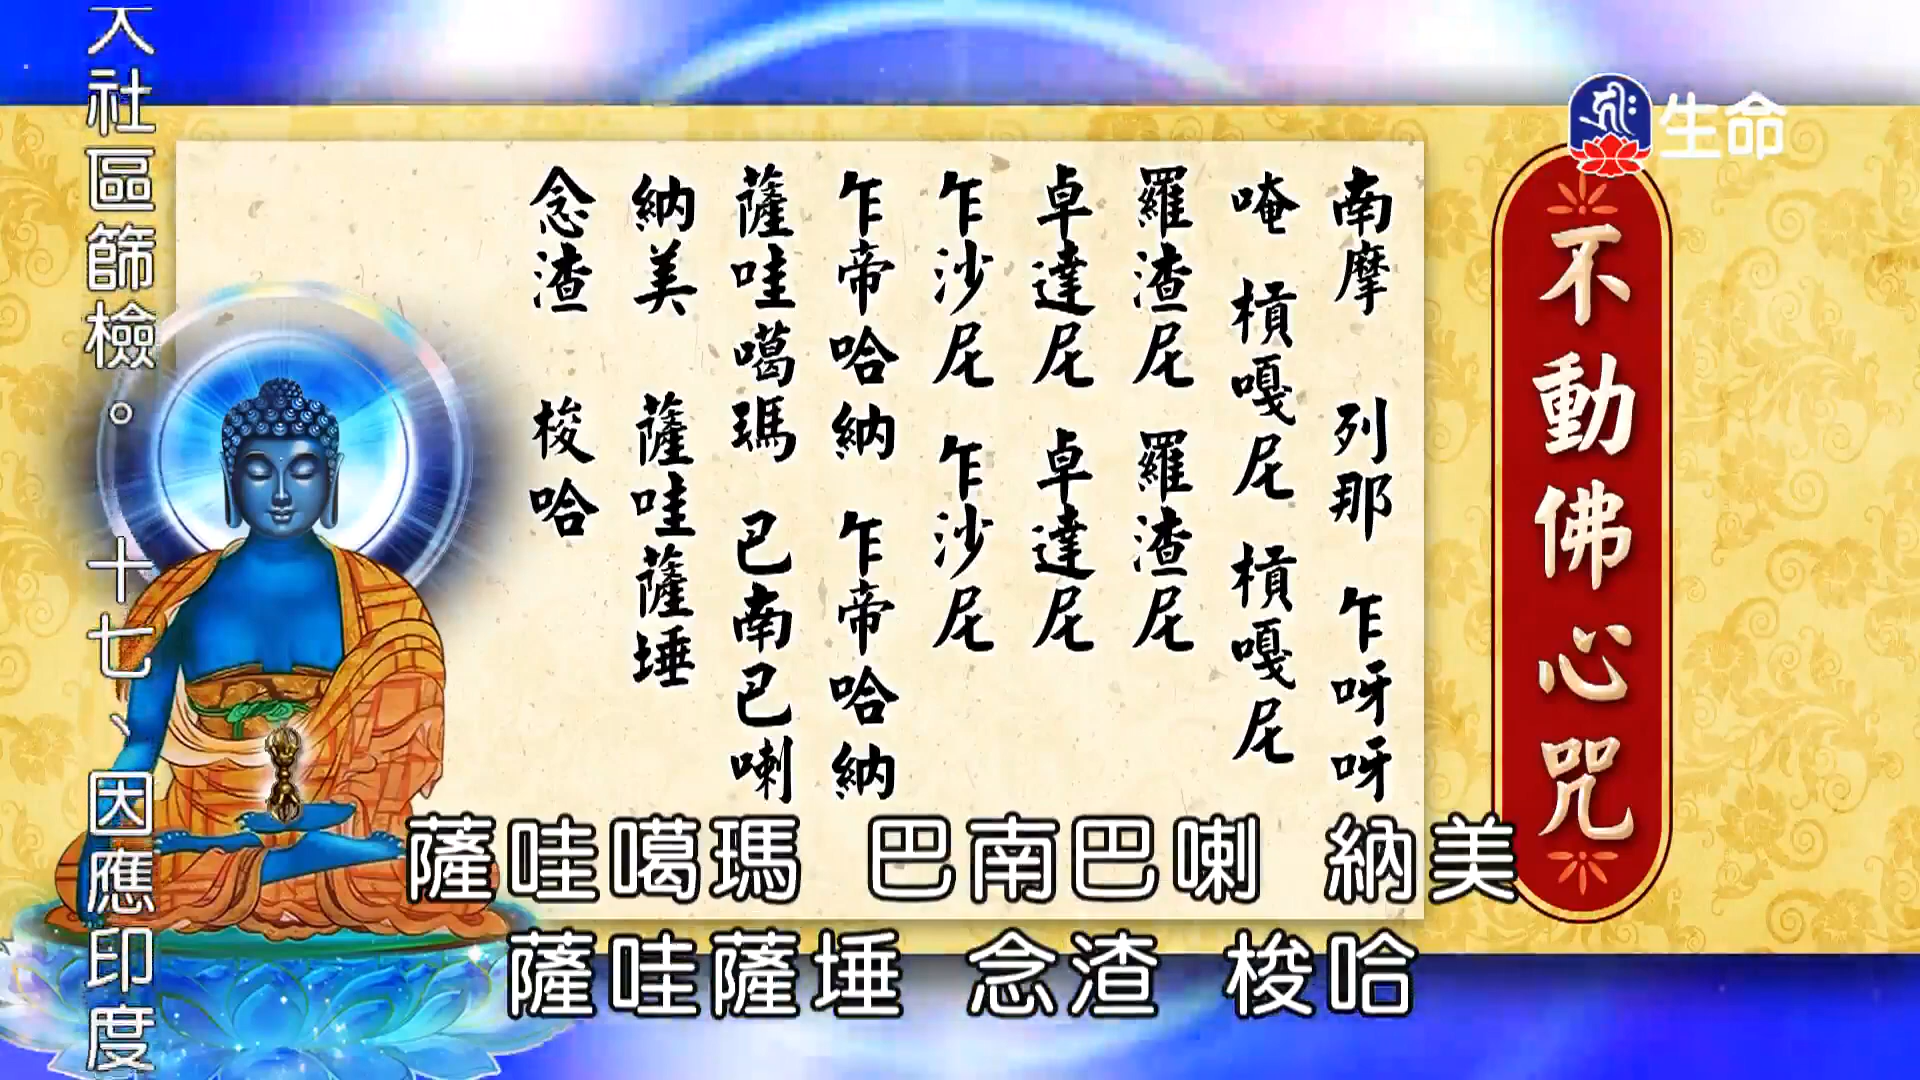 生命
不動佛心咒
南摩 列那 乍呀呀
唵 槓嘎尼 槓嘎尼
羅渣尼 羅渣尼
卓達尼 卓達尼
乍沙尼 乍沙尼
乍帝哈納 乍帝哈納
薩哇噶瑪 巴南巴喇
納美 薩哇薩埵
念渣 梭哈
社區篩檢。 十七、因應印度
薩哇噶瑪 巴南巴喇 納美
薩哇薩埵 念渣 梭哈